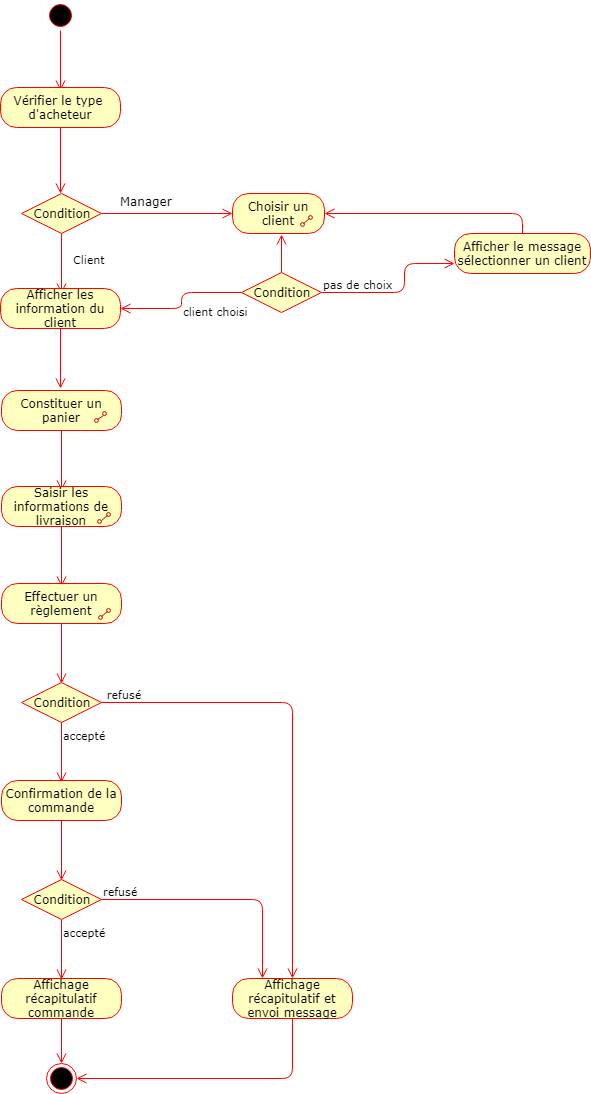 Vérifier le type
d'acheteur
Condition
Manager
Choisir un
client
Afficher le message
sélectionner un client
Client
Condition
pas de choix
client choisi
Afficher les
information du
client
Constituer un
panier
Saisir les
informations de
livraison
Effectuer un
règlement
Condition
refusé
accepté
Confirmation de la
commande
Condition
refusé
accepté
Affichage
récapitulatif
commande
Affichage
récapitulatif et
envoi message